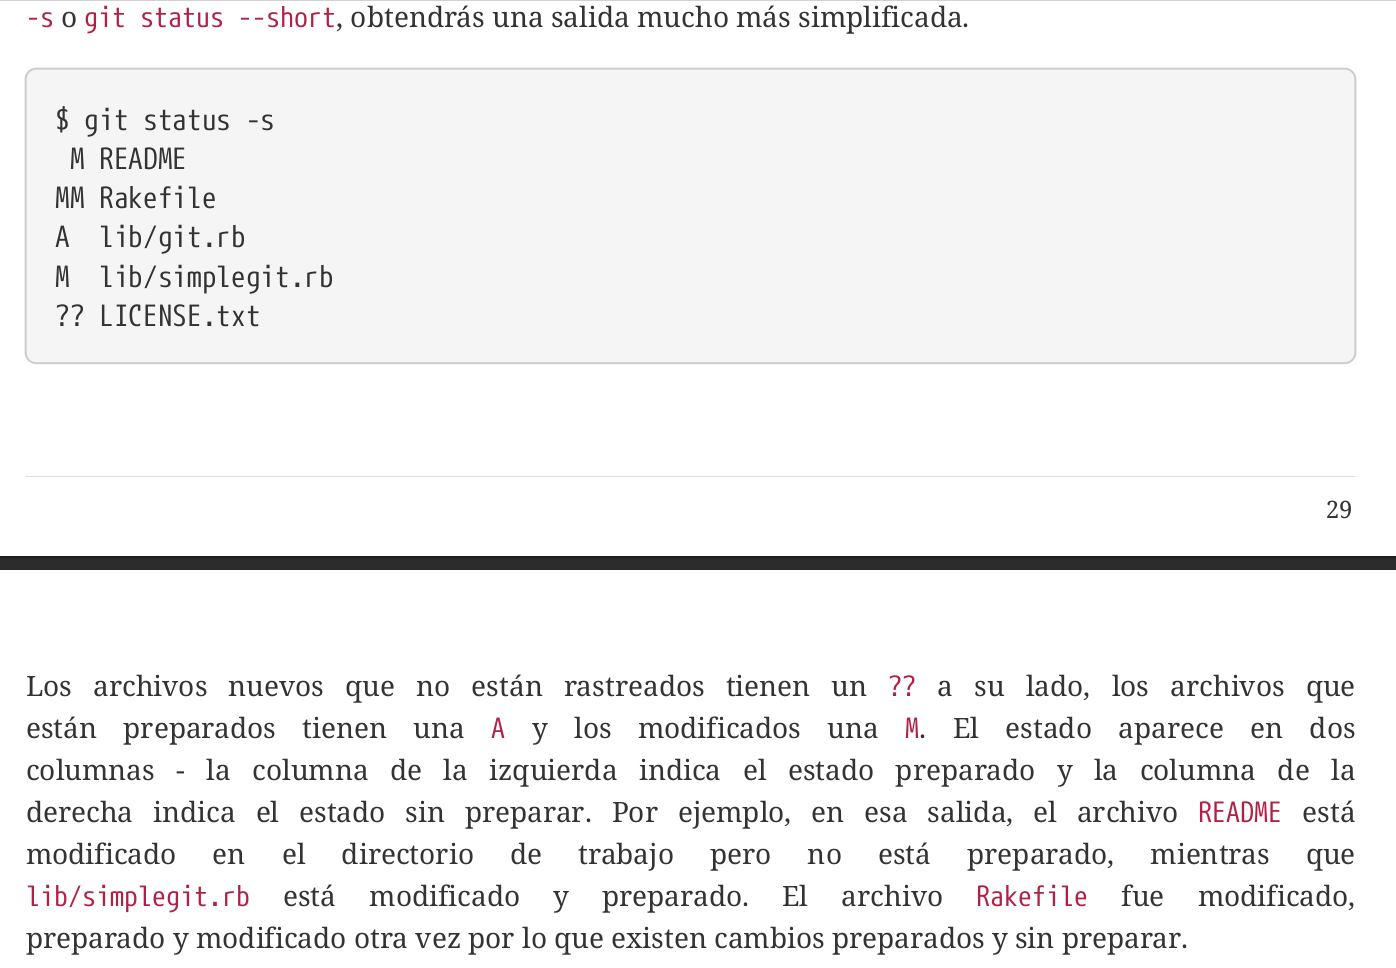 -s o git status --short, obtendrás una salida mucho más simplificada.
$ git status -s
 M README
MM Rakefile
A  lib/git.rb
M  lib/simplegit.rb
?? LICENSE.txt
29
Los archivos nuevos que no están rastreados tienen un ?? a su lado, los archivos que
están preparados tienen una A y los modificados una M. El estado aparece en dos
columnas - la columna de la izquierda indica el estado preparado y la columna de la
derecha indica el estado sin preparar. Por ejemplo, en esa salida, el archivo README está
modificado en el directorio de trabajo pero no está preparado, mientras que
lib/simplegit.rb está modificado y preparado. El archivo Rakefile fue modificado,
preparado y modificado otra vez por lo que existen cambios preparados y sin preparar.